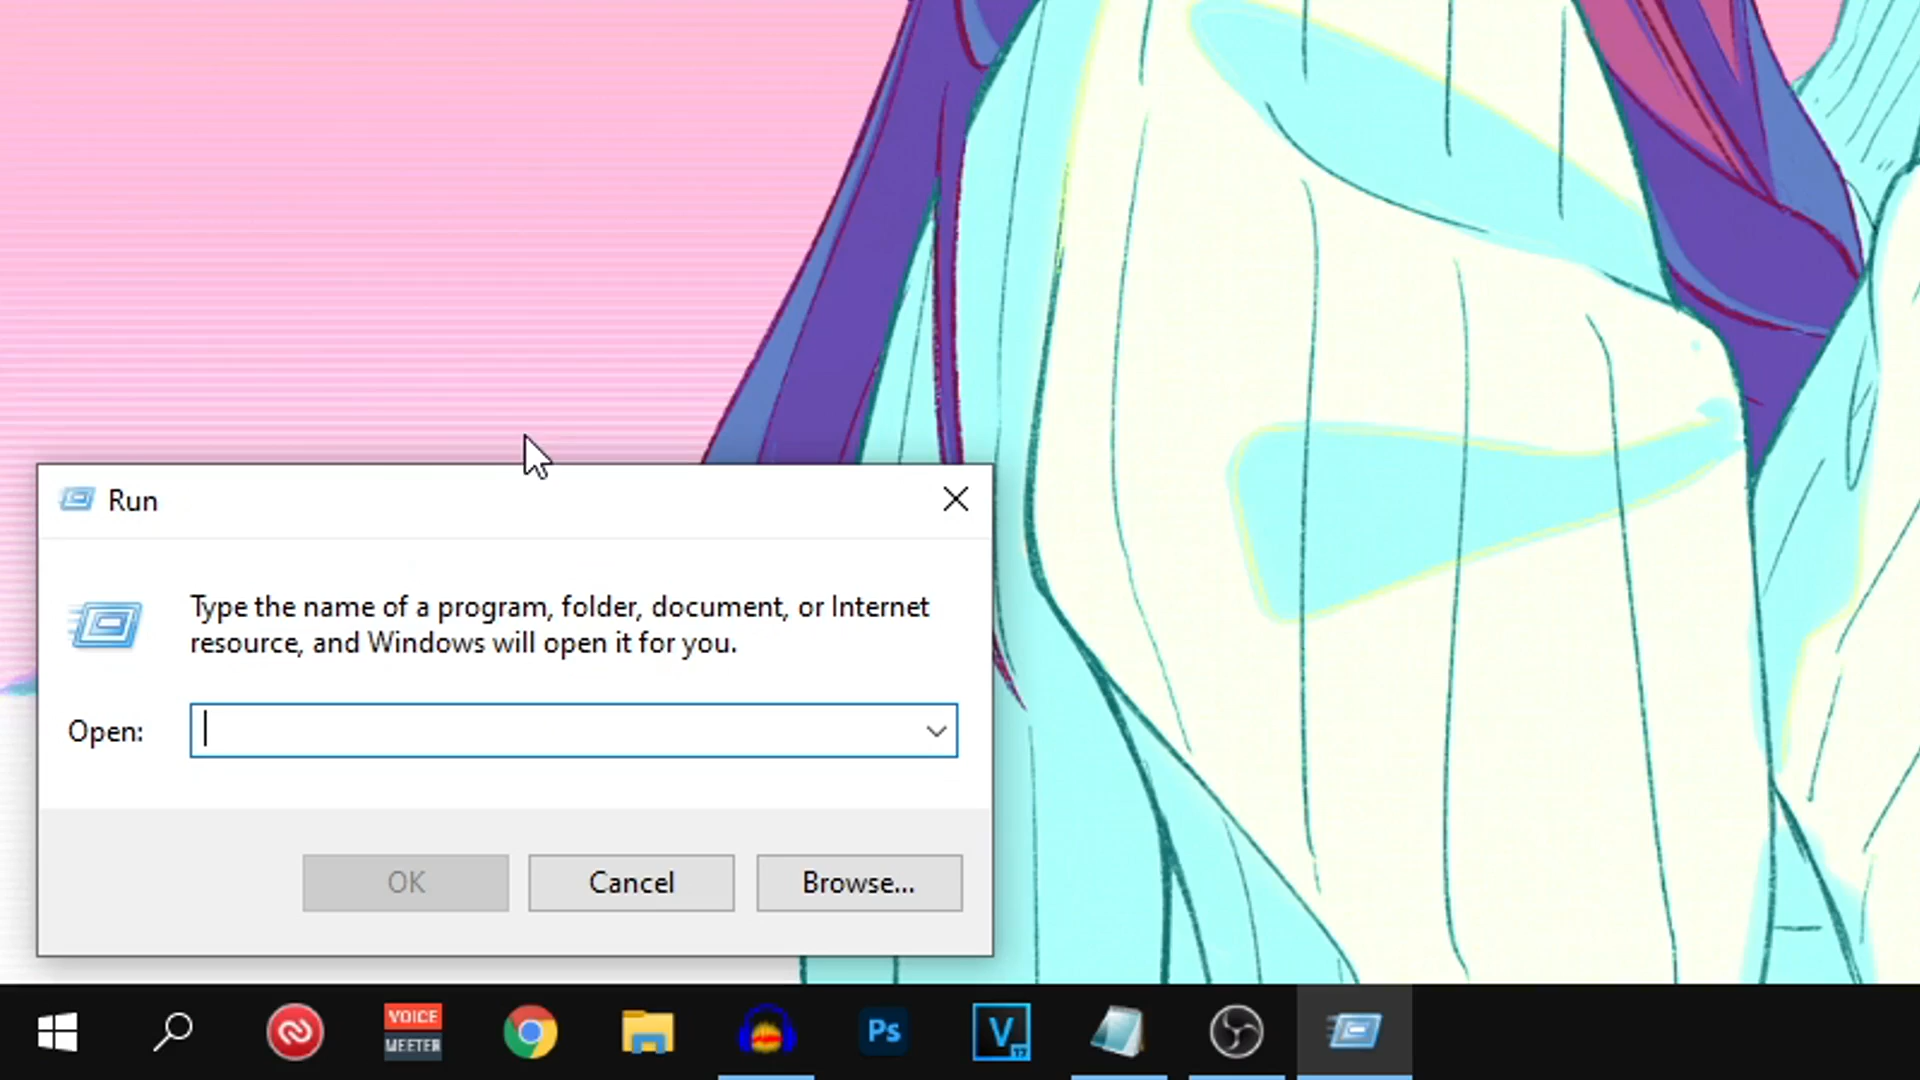 Run
Type the name of a program, folder, document, or Internet
resource, and Windows will open it for you.
Open:
OK
Cancel
Browse...
VOICE
MEETER
Ps
V
17